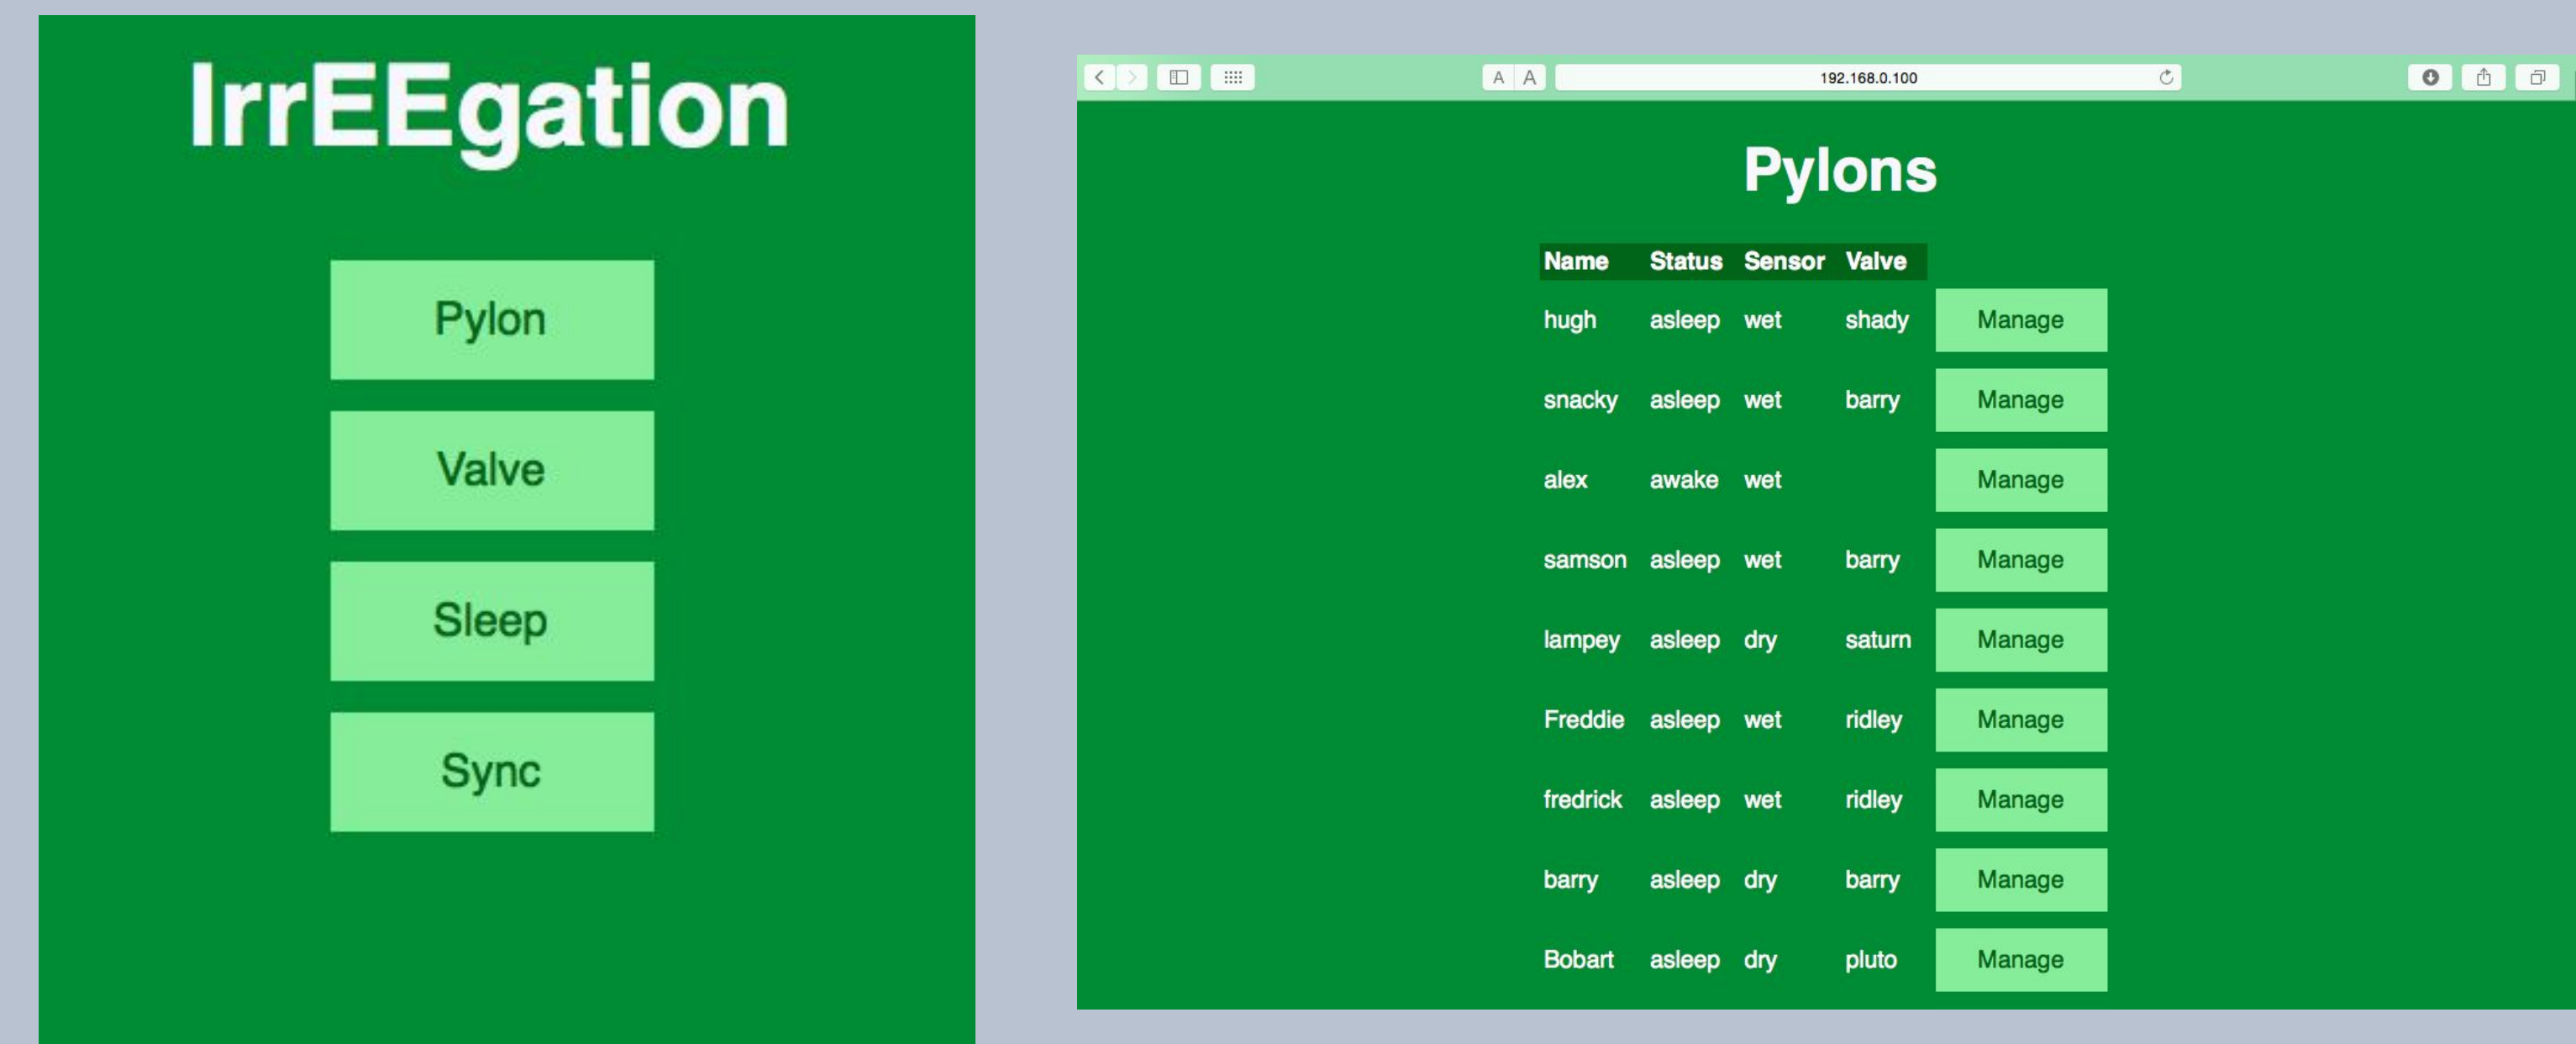 IrrEEgation
Pylon
Valve
Sleep
Sync
A A 192.168.0.100
Pylons
Name Status Sensor Valve
hugh asleep wet shady Manage
snacky asleep wet barry Manage
alex awake wet Manage
samson asleep wet barry Manage
lampey asleep dry saturn Manage
Freddie asleep wet ridley Manage
fredrick asleep wet ridley Manage
barry asleep dry barry Manage
Bobart asleep dry pluto Manage